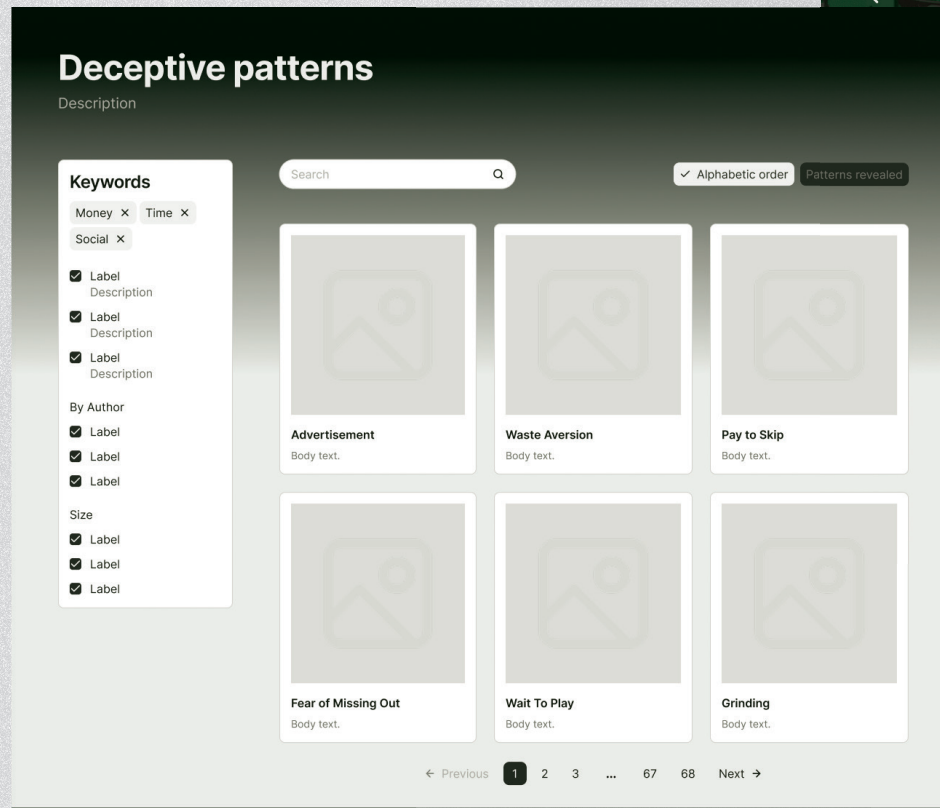 Deceptive patterns
Description
Keywords
Money
Time
Social
Label
Description
Label
Description
Label
Description
By Author
Label
Label
Label
Size
Label
Label
Label
Search
Alphabetic order
Patterns revealed
Advertisement
Body text.
Waste Aversion
Body text.
Pay to Skip
Body text.
Fear of Missing Out
Body text.
Wait To Play
Body text.
Grinding
Body text.
← Previous 1 2 3 ... 67 68 Next →